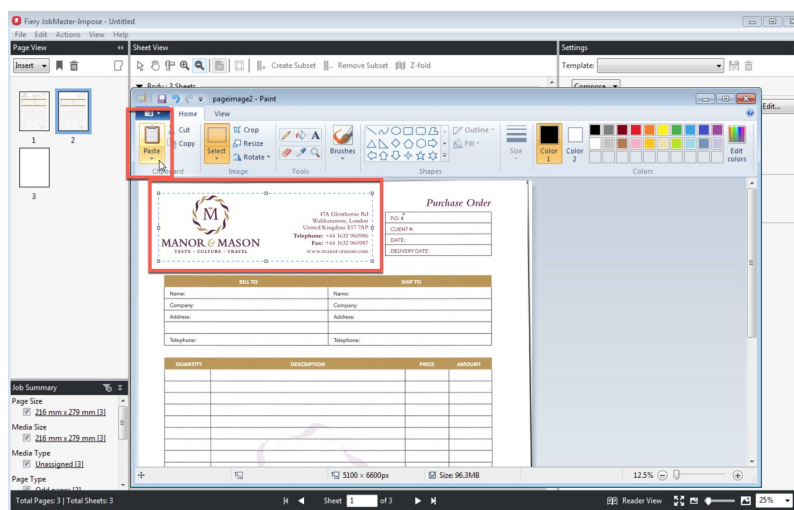 Fiery JobMaster-Impose - Untitled
File Edit Actions View Help
Page View
Sheet View
Settings
Insert
Create Subset
Remove Subset
Z-fold
Template:
Body: 3 Sheets
Compose
Edit...
1
2
3
pageimage2 - Paint
Home
View
Paste
Cut
Copy
Clipboard
Select
Crop
Resize
Rotate
Image
A
Tools
Brushes
Shapes
Outline
Fill
Size
Color 1
Color 2
Colors
Edit colors
M
MANOR & MASON
TASTE · CULTURE · TRAVEL
47A Glenthorne Rd
Walthamstow, London
United Kingdom E17 7AP
Telephone: +44 1632 960986
Fax: +44 1632 960987
www.manor-mason.com
Purchase Order
P.O. #
CLIENT #:
DATE:
DELIVERY DATE:
BILL TO
SHIP TO
Name:
Name:
Company:
Company:
Address:
Address:
Telephone:
Telephone:
QUANTITY
DESCRIPTION
PRICE
AMOUNT
5100 × 6600px
Size: 96.3MB
12.5%
Job Summary
Page Size
216 mm x 279 mm [3]
Media Size
216 mm x 279 mm [3]
Media Type
Unassigned [3]
Page Type
Odd pages [2]
Total Pages: 3 | Total Sheets: 3
Sheet 1 of 3
Reader View
25%